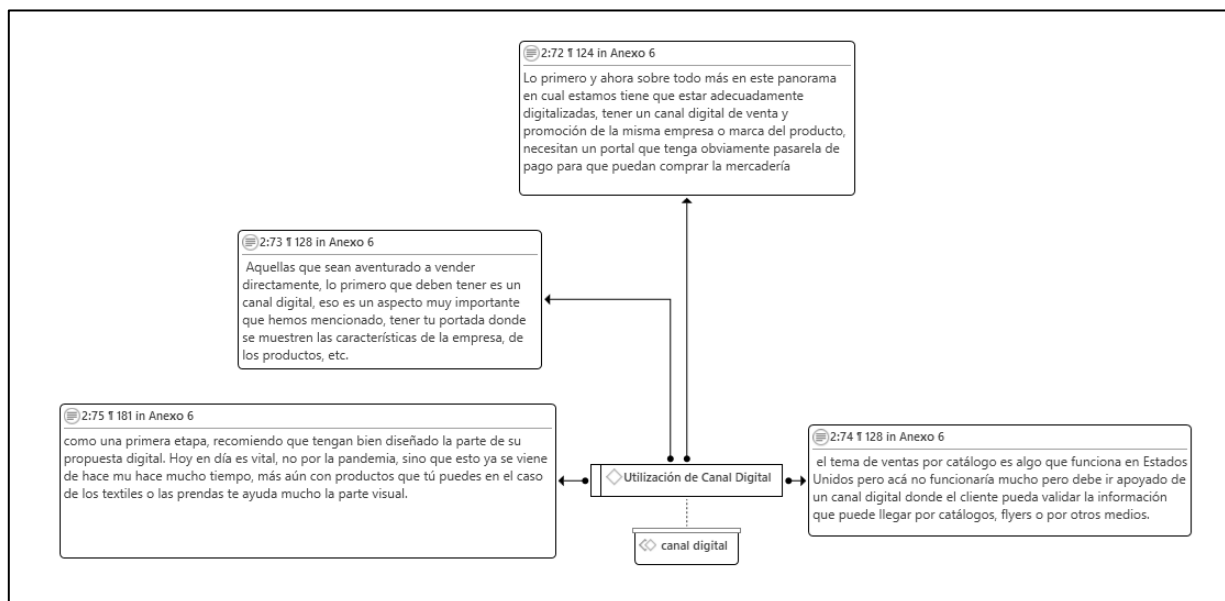 2:72 ¶ 124 in Anexo 6
Lo primero y ahora sobre todo más en este panorama
en cual estamos tiene que estar adecuadamente
digitalizadas, tener un canal digital de venta y
promoción de la misma empresa o marca del producto,
necesitan un portal que tenga obviamente pasarela de
pago para que puedan comprar la mercadería
2:73 ¶ 128 in Anexo 6
Aquellas que sean aventurado a vender
directamente, lo primero que deben tener es un
canal digital, eso es un aspecto muy importante
que hemos mencionado, tener tu portada donde
se muestren las características de la empresa, de
los productos, etc.
2:75 ¶ 181 in Anexo 6
como una primera etapa, recomiendo que tengan bien diseñado la parte de su
propuesta digital. Hoy en día es vital, no por la pandemia, sino que esto ya se viene
de hace mu hace mucho tiempo, más aún con productos que tú puedes en el caso
de los textiles o las prendas te ayuda mucho la parte visual.
2:74 ¶ 128 in Anexo 6
el tema de ventas por catálogo es algo que funciona en Estados
Unidos pero acá no funcionaría mucho pero debe ir apoyado de
un canal digital donde el cliente pueda validar la información
que puede llegar por catálogos, flyers o por otros medios.
Utilización de Canal Digital
canal digital